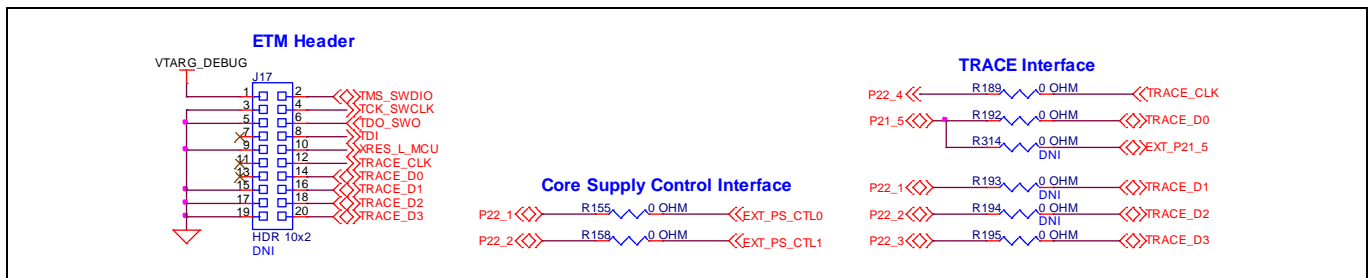 ETM Header
VTARG_DEBUG
J17
1 2 TMS_SWDIO
3 4 TCK_SWCLK
5 6 TDO_SWO
7 8 TDI
9 10 XRES_L_MCU
11 12 TRACE_CLK
13 14 TRACE_D0
15 16 TRACE_D1
17 18 TRACE_D2
19 20 TRACE_D3
HDR 10x2
DNI
Core Supply Control Interface
P22_1 R155 0 OHM EXT_PS_CTL0
P22_2 R158 0 OHM EXT_PS_CTL1
TRACE Interface
P22_4 R189 0 OHM TRACE_CLK
P21_5 R192 0 OHM TRACE_D0
R314 0 OHM EXT_P21_5
DNI
P22_1 R193 0 OHM TRACE_D1
DNI
P22_2 R194 0 OHM TRACE_D2
DNI
P22_3 R195 0 OHM TRACE_D3